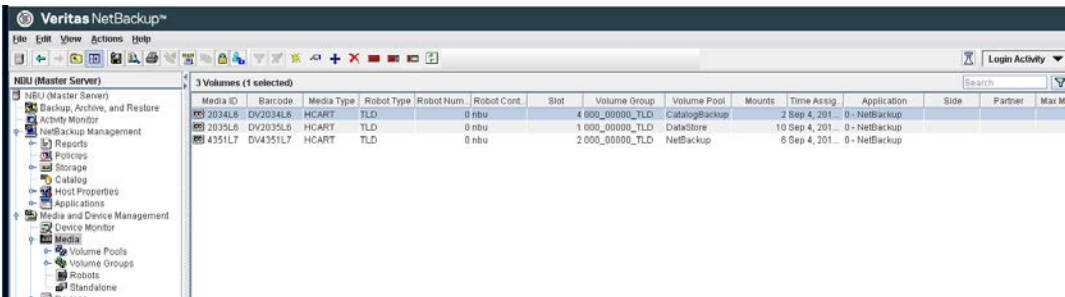 Veritas NetBackup™
File Edit View Actions Help
Login Activity
NBU (Master Server)
3 Volumes (1 selected)
Search
Media ID Barcode Media Type Robot Type Robot Num... Robot Cont... Slot Volume Group Volume Pool Mounts Time Assig... Application Side Partner Max M
2034L6 DV2034L6 HCART TLD 0 nbu 4 000_00000_TLD CatalogBackup 2 Sep 4, 201... 0 - NetBackup
2035L6 DV2035L6 HCART TLD 0 nbu 1 000_00000_TLD DataStore 10 Sep 4, 201... 0 - NetBackup
4351L7 DV4351L7 HCART TLD 0 nbu 2 000_00000_TLD NetBackup 6 Sep 4, 201... 0 - NetBackup
NBU (Master Server)
Backup, Archive, and Restore
Activity Monitor
NetBackup Management
Reports
Policies
Storage
Catalog
Host Properties
Applications
Media and Device Management
Device Monitor
Media
Volume Pools
Volume Groups
Robots
Standalone